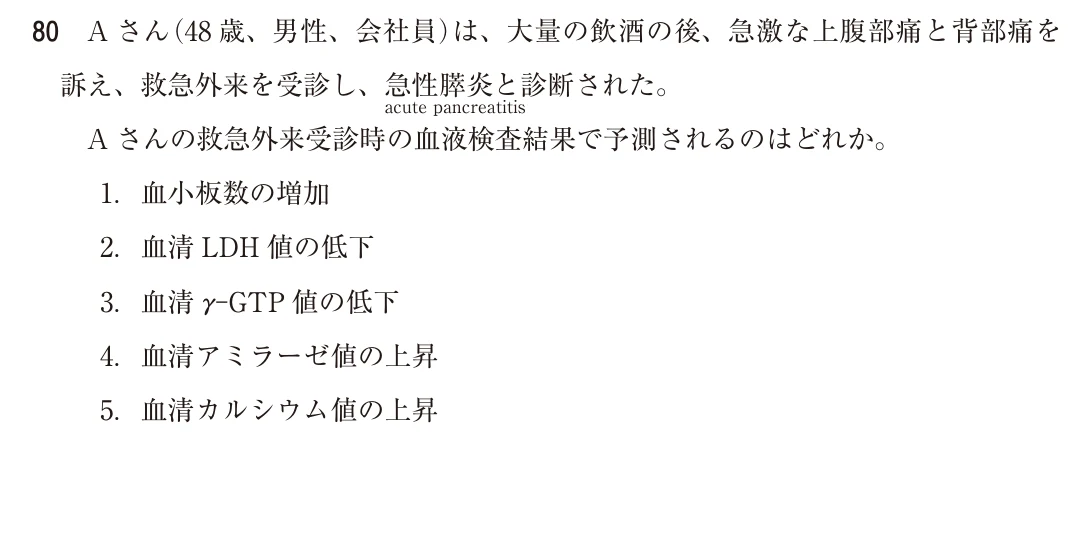 80 Aさん(48歳、男性、会社員)は、大量の飲酒の後、急激な上腹部痛と背部痛を
訴え、救急外来を受診し、急性膵炎と診断された。
acute pancreatitis
Aさんの救急外来受診時の血液検査結果で予測されるのはどれか。
1. 血小板数の増加
2. 血清 LDH 値の低下
3. 血清 γ-GTP 値の低下
4. 血清アミラーゼ値の上昇
5. 血清カルシウム値の上昇